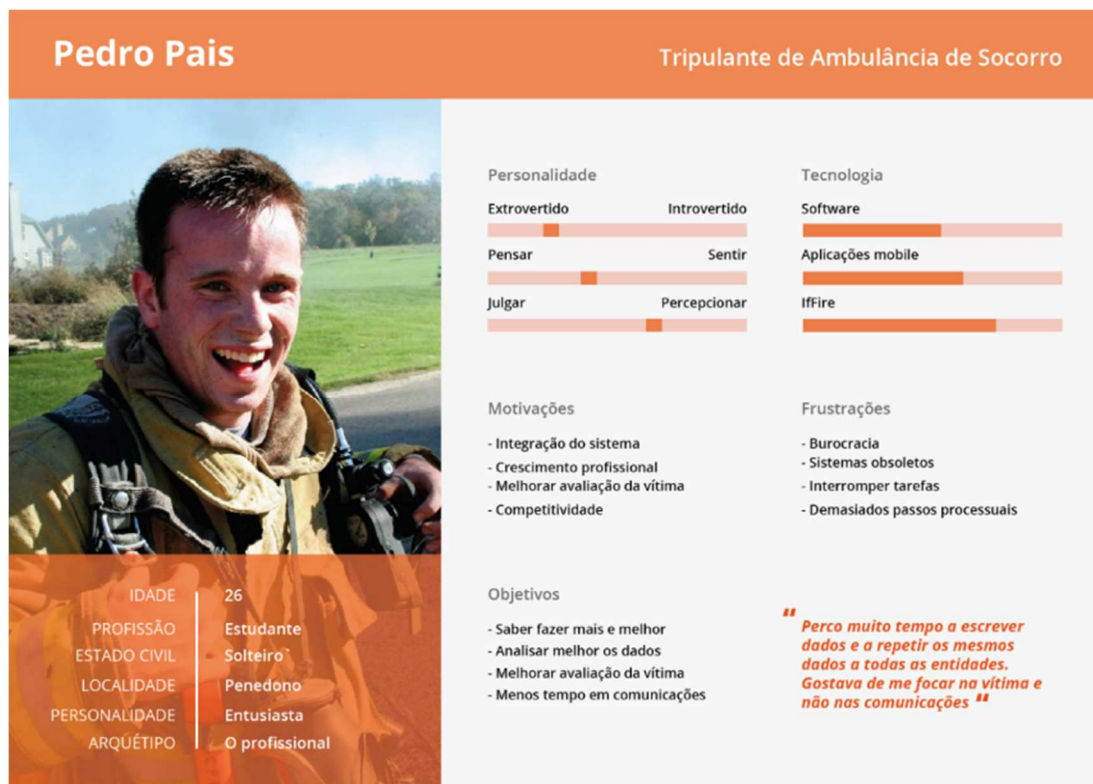 Pedro Pais
Tripulante de Ambulância de Socorro
Personalidade
Extrovertido Introvertido
Pensar Sentir
Julgar Percepcionar
Tecnologia
Software
Aplicações mobile
IfFire
Motivações
- Integração do sistema
- Crescimento profissional
- Melhorar avaliação da vítima
- Competitividade
Frustrações
- Burocracia
- Sistemas obsoletos
- Interromper tarefas
- Demasiados passos processuais
IDADE 26
PROFISSÃO Estudante
ESTADO CIVIL Solteiro`
LOCALIDADE Penedono
PERSONALIDADE Entusiasta
ARQUÉTIPO O profissional
Objetivos
- Saber fazer mais e melhor
- Analisar melhor os dados
- Melhorar avaliação da vítima
- Menos tempo em comunicações
" Perco muito tempo a escrever
dados e a repetir os mesmos
dados a todas as entidades.
Gostava de me focar na vítima e
não nas comunicações "